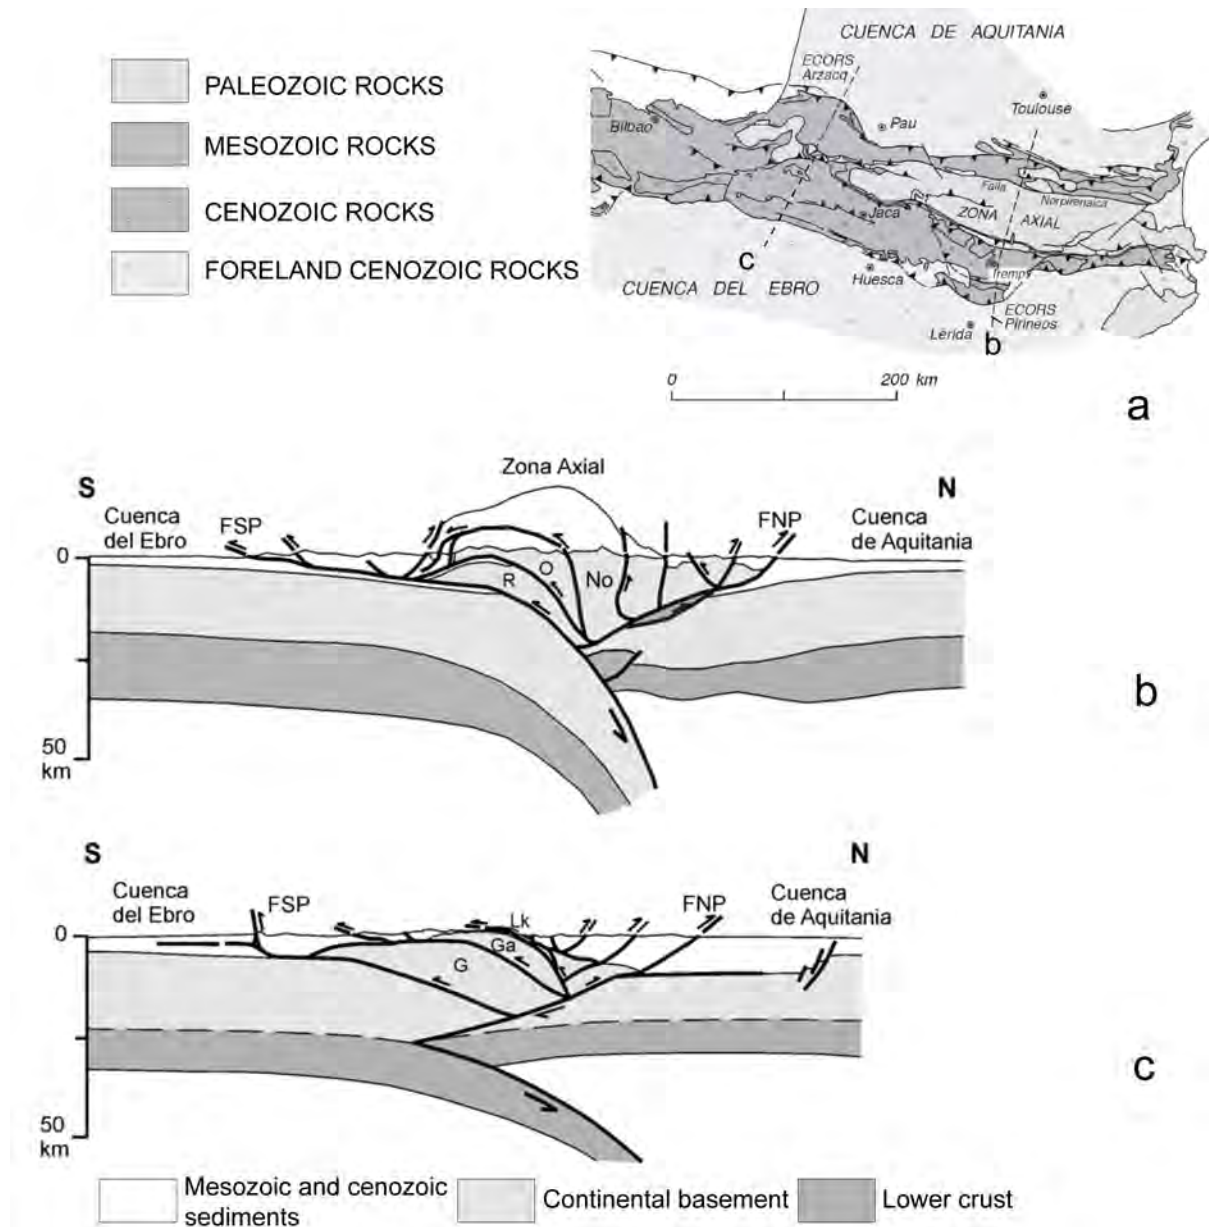 PALEOZOIC ROCKS
MESOZOIC ROCKS
CENOZOIC ROCKS
FORELAND CENOZOIC ROCKS
CUENCA DE AQUITANIA
ECORS
Arzacq
Toulouse
Bilbao
Pau
Falla
Norpirenaica
ZONA
AXIAL
Jaca
c
Huesca
Tremp
CUENCA DEL EBRO
ECORS
Pirineos
Lérida
b
0
200 km
a
Zona Axial
S
N
Cuenca
del Ebro
FSP
FNP
Cuenca
de Aquitania
0
R
O
No
50
km
b
S
N
Cuenca
del Ebro
FSP
Lk
FNP
Cuenca
de Aquitania
0
Ga
G
50
km
c
Mesozoic and cenozoic
sediments
Continental basement
Lower crust